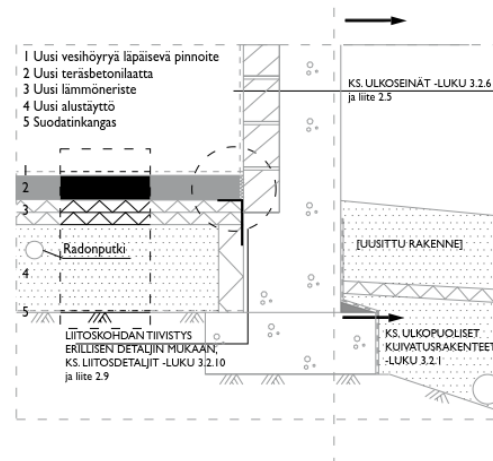 1 Uusi vesihöyryä läpäisevä pinnoite
2 Uusi teräsbetonilaatta
3 Uusi lämmöneriste
4 Uusi alustäyttö
5 Suodatinkangas
KS. ULKOSEINÄT -LUKU 3.2.6
ja liite 2.5
1
2
3
Radonputki
4
5
[UUSITTU RAKENNE]
LIITOSKOHDAN TIIVISTYS
ERILLISEN DETALJIN MUKAAN,
KS. LIITOSDETALJIT -LUKU 3.2.10
ja liite 2.9
KS. ULKOPUOLISET
KUIVATUSRAKENTEET
-LUKU 3.2.1